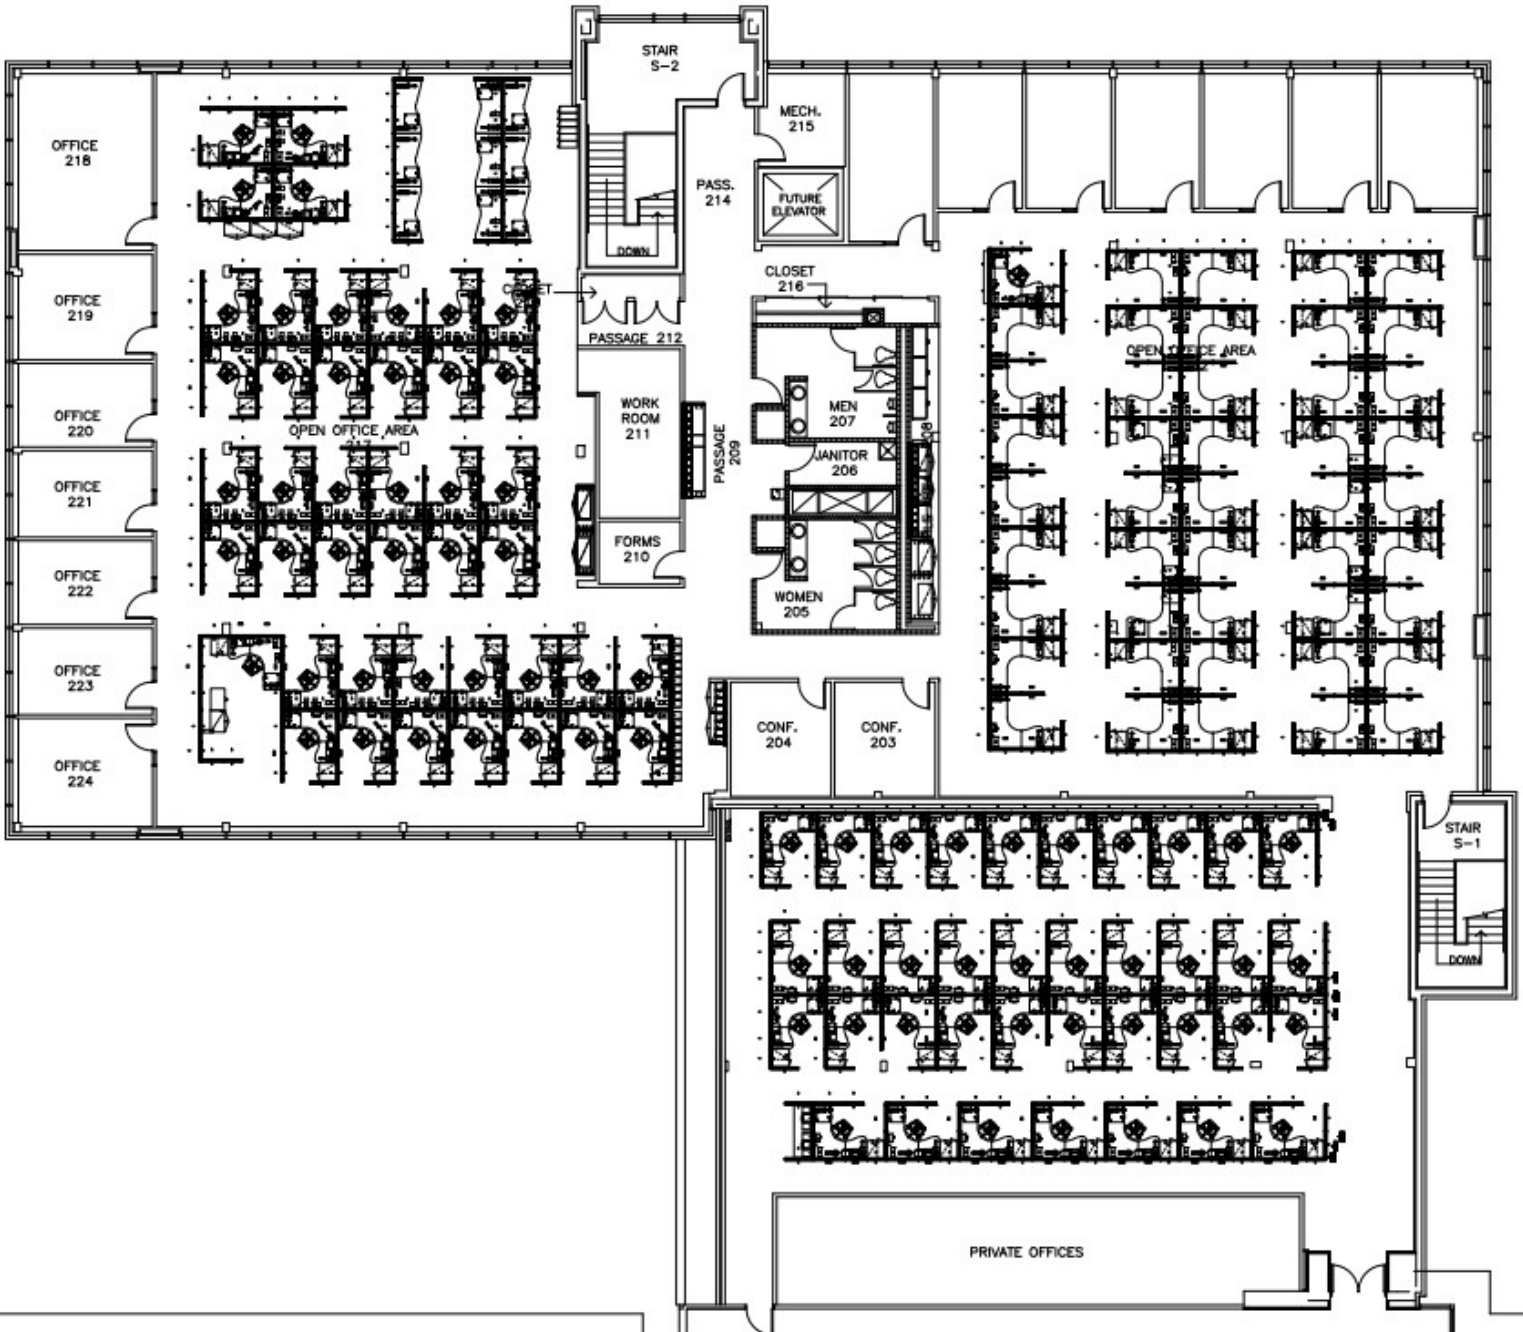 STAIR
S-2
OFFICE
218
MECH.
215
PASS.
214
FUTURE
ELEVATOR
DOWN
CLOSET
216
OFFICE
219
PASSAGE 212
OPEN OFFICE AREA
OFFICE
220
OPEN OFFICE AREA
217
WORK
ROOM
211
PASSAGE
209
MEN
207
JANITOR
206
OFFICE
221
FORMS
210
OFFICE
222
WOMEN
205
OFFICE
223
CONF.
204
CONF.
203
OFFICE
224
STAIR
S-1
DOWN
PRIVATE OFFICES